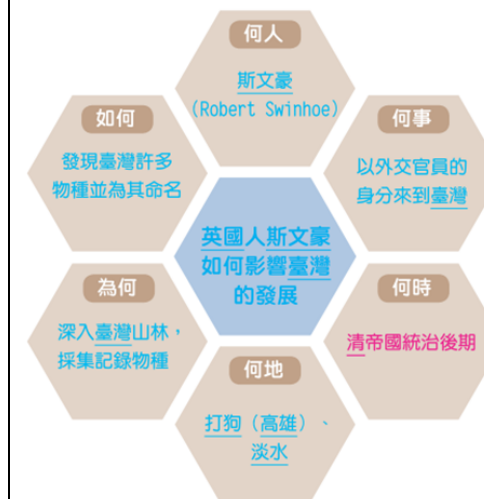 何人
斯文豪
(Robert Swinhoe)
何事
以外交官員的
身分來到臺灣
何時
清帝國統治後期
何地
打狗（高雄）、
淡水
為何
深入臺灣山林，
採集記錄物種
如何
發現臺灣許多
物種並為其命名
英國人斯文豪
如何影響臺灣
的發展